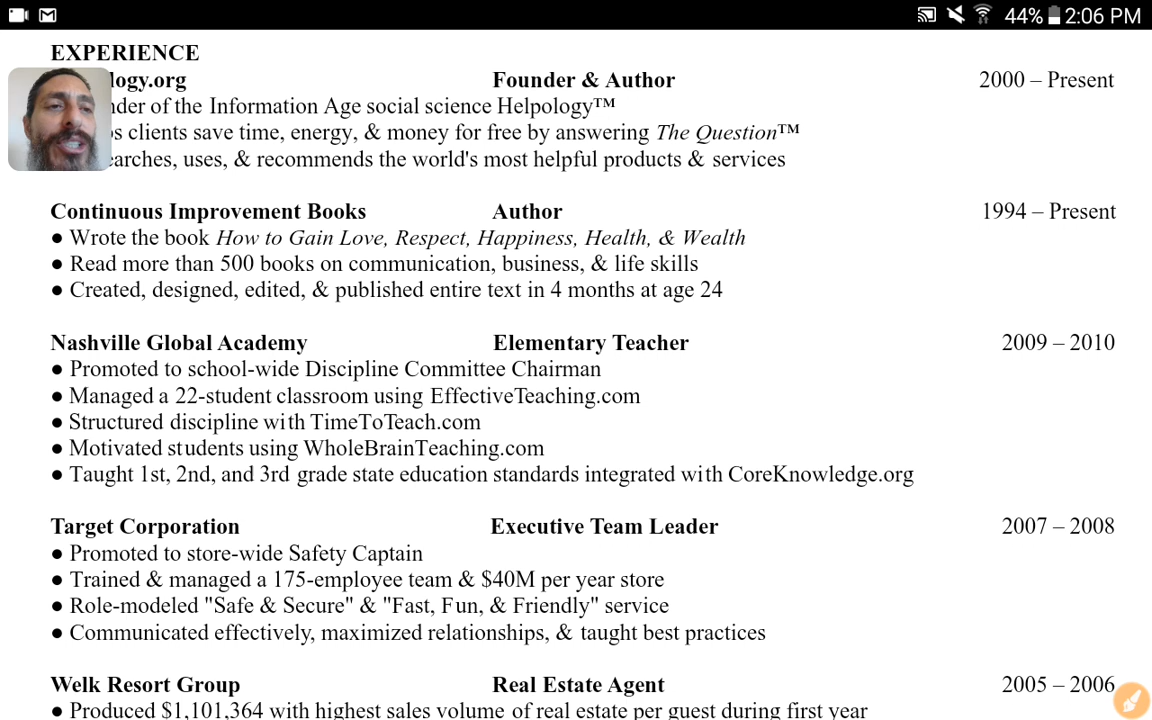 44% 2:06 PM
EXPERIENCE
logy.org Founder & Author 2000 – Present
nder of the Information Age social science Helpology™
s clients save time, energy, & money for free by answering The Question™
earches, uses, & recommends the world's most helpful products & services
Continuous Improvement Books Author 1994 – Present
● Wrote the book How to Gain Love, Respect, Happiness, Health, & Wealth
● Read more than 500 books on communication, business, & life skills
● Created, designed, edited, & published entire text in 4 months at age 24
Nashville Global Academy Elementary Teacher 2009 – 2010
● Promoted to school-wide Discipline Committee Chairman
● Managed a 22-student classroom using EffectiveTeaching.com
● Structured discipline with TimeToTeach.com
● Motivated students using WholeBrainTeaching.com
● Taught 1st, 2nd, and 3rd grade state education standards integrated with CoreKnowledge.org
Target Corporation Executive Team Leader 2007 – 2008
● Promoted to store-wide Safety Captain
● Trained & managed a 175-employee team & $40M per year store
● Role-modeled "Safe & Secure" & "Fast, Fun, & Friendly" service
● Communicated effectively, maximized relationships, & taught best practices
Welk Resort Group Real Estate Agent 2005 – 2006
● Produced $1,101,364 with highest sales volume of real estate per guest during first year